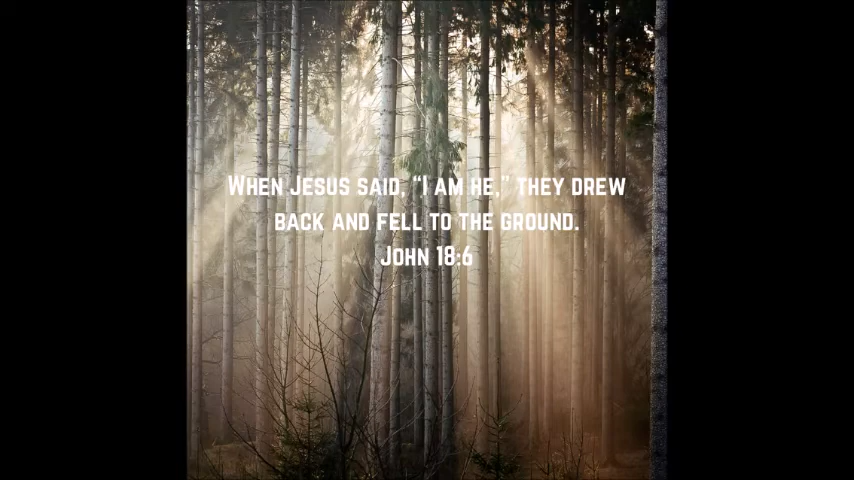 When Jesus said, “I am he,” they drew
back and fell to the ground.
John 18:6